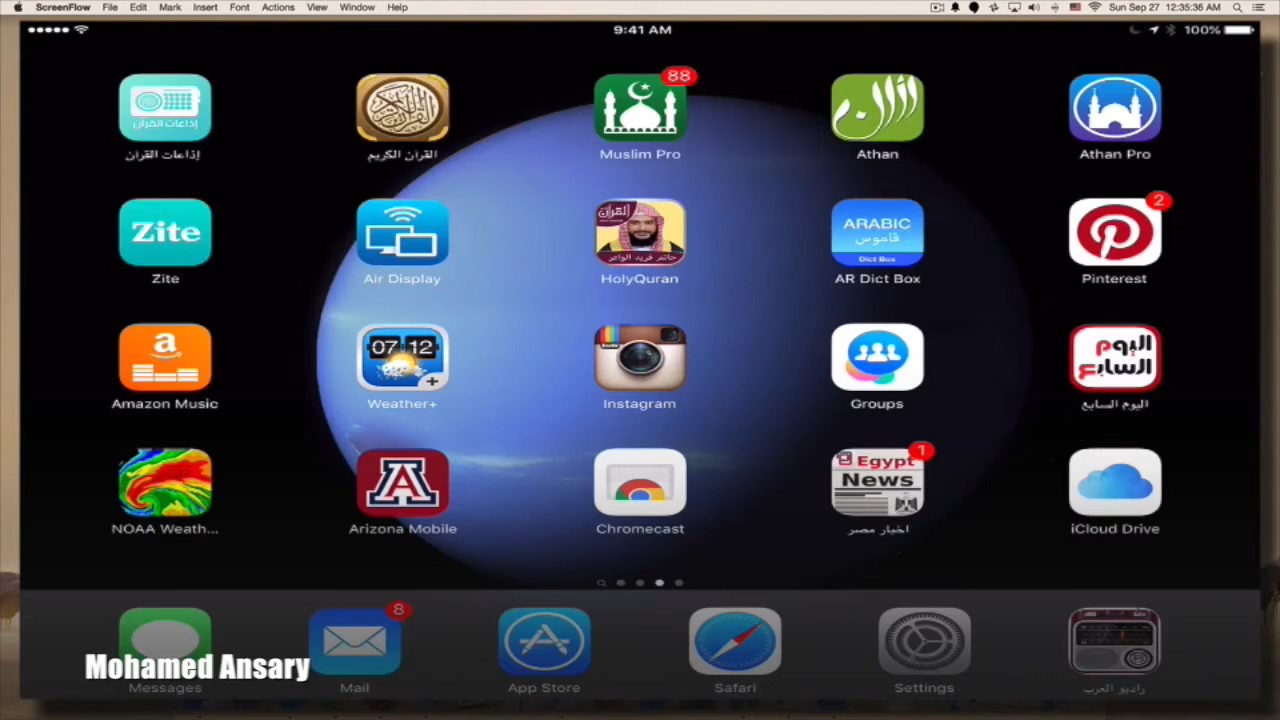 ScreenFlow File Edit Mark Insert Font Actions View Window Help
Sun Sep 27 12:35:36 AM
9:41 AM
100%
إذاعات القرآن
88
إذاعات القرآن
القرآن الكريم
Muslim Pro
Athan
Athan Pro
Zite
القرآن
ARABIC
قاموس
Dict Box
2
Zite
Air Display
HolyQuran
AR Dict Box
Pinterest
a
07 12
اليوم السابع
Amazon Music
Weather+
Instagram
Groups
اليوم السابع
A
Egypt
News
1
NOAA Weath...
Arizona Mobile
Chromecast
اخبار مصر
iCloud Drive
8
Mohamed Ansary
Messages
Mail
App Store
Safari
Settings
راديو العرب